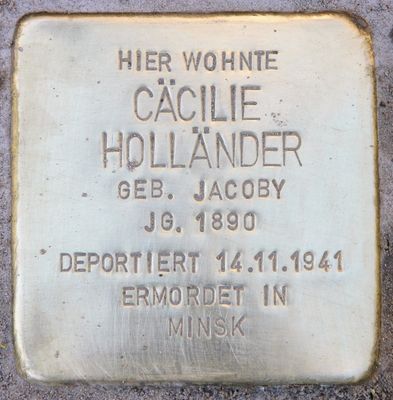 HIER WOHNTE
CÄCILIE
HOLLÄNDER
GEB. JACOBY
JG. 1890
DEPORTIERT 14.11.1941
ERMORDET IN
MINSK